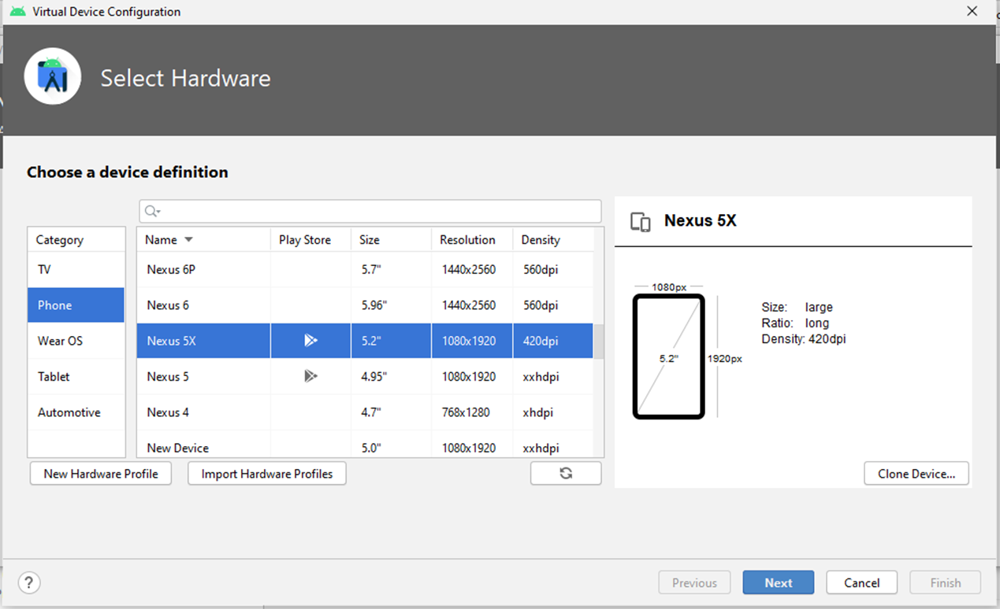 Virtual Device Configuration
Select Hardware
Choose a device definition
Category
TV
Phone
Wear OS
Tablet
Automotive
Name Play Store Size Resolution Density
Nexus 6P 5.7" 1440x2560 560dpi
Nexus 6 5.96" 1440x2560 560dpi
Nexus 5X 5.2" 1080x1920 420dpi
Nexus 5 4.95" 1080x1920 xxhdpi
Nexus 4 4.7" 768x1280 xhdpi
New Device 5.0" 1080x1920 xxhdpi
New Hardware Profile Import Hardware Profiles
Nexus 5X
1080px
5.2"
1920px
Size: large
Ratio: long
Density: 420dpi
Clone Device...
? Previous Next Cancel Finish